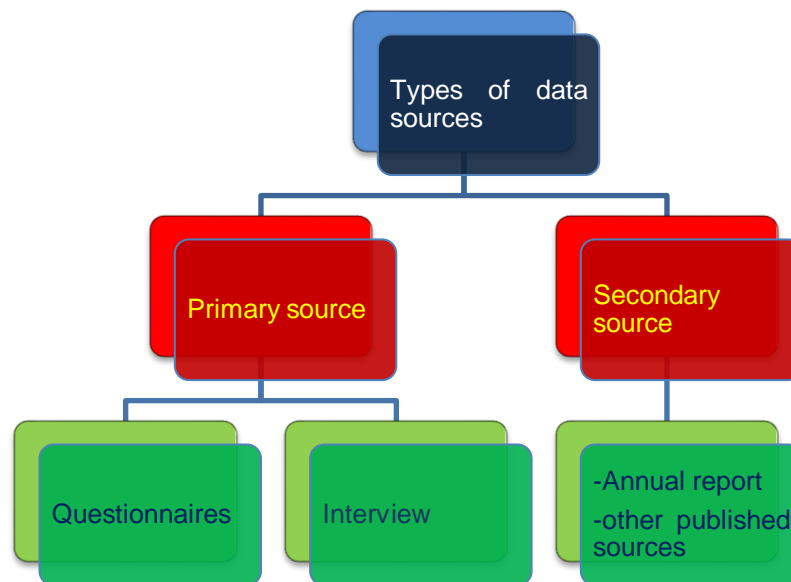 Types of data
sources
Primary source
Secondary
source
Questionnaires
Interview
-Annual report
-other published
sources